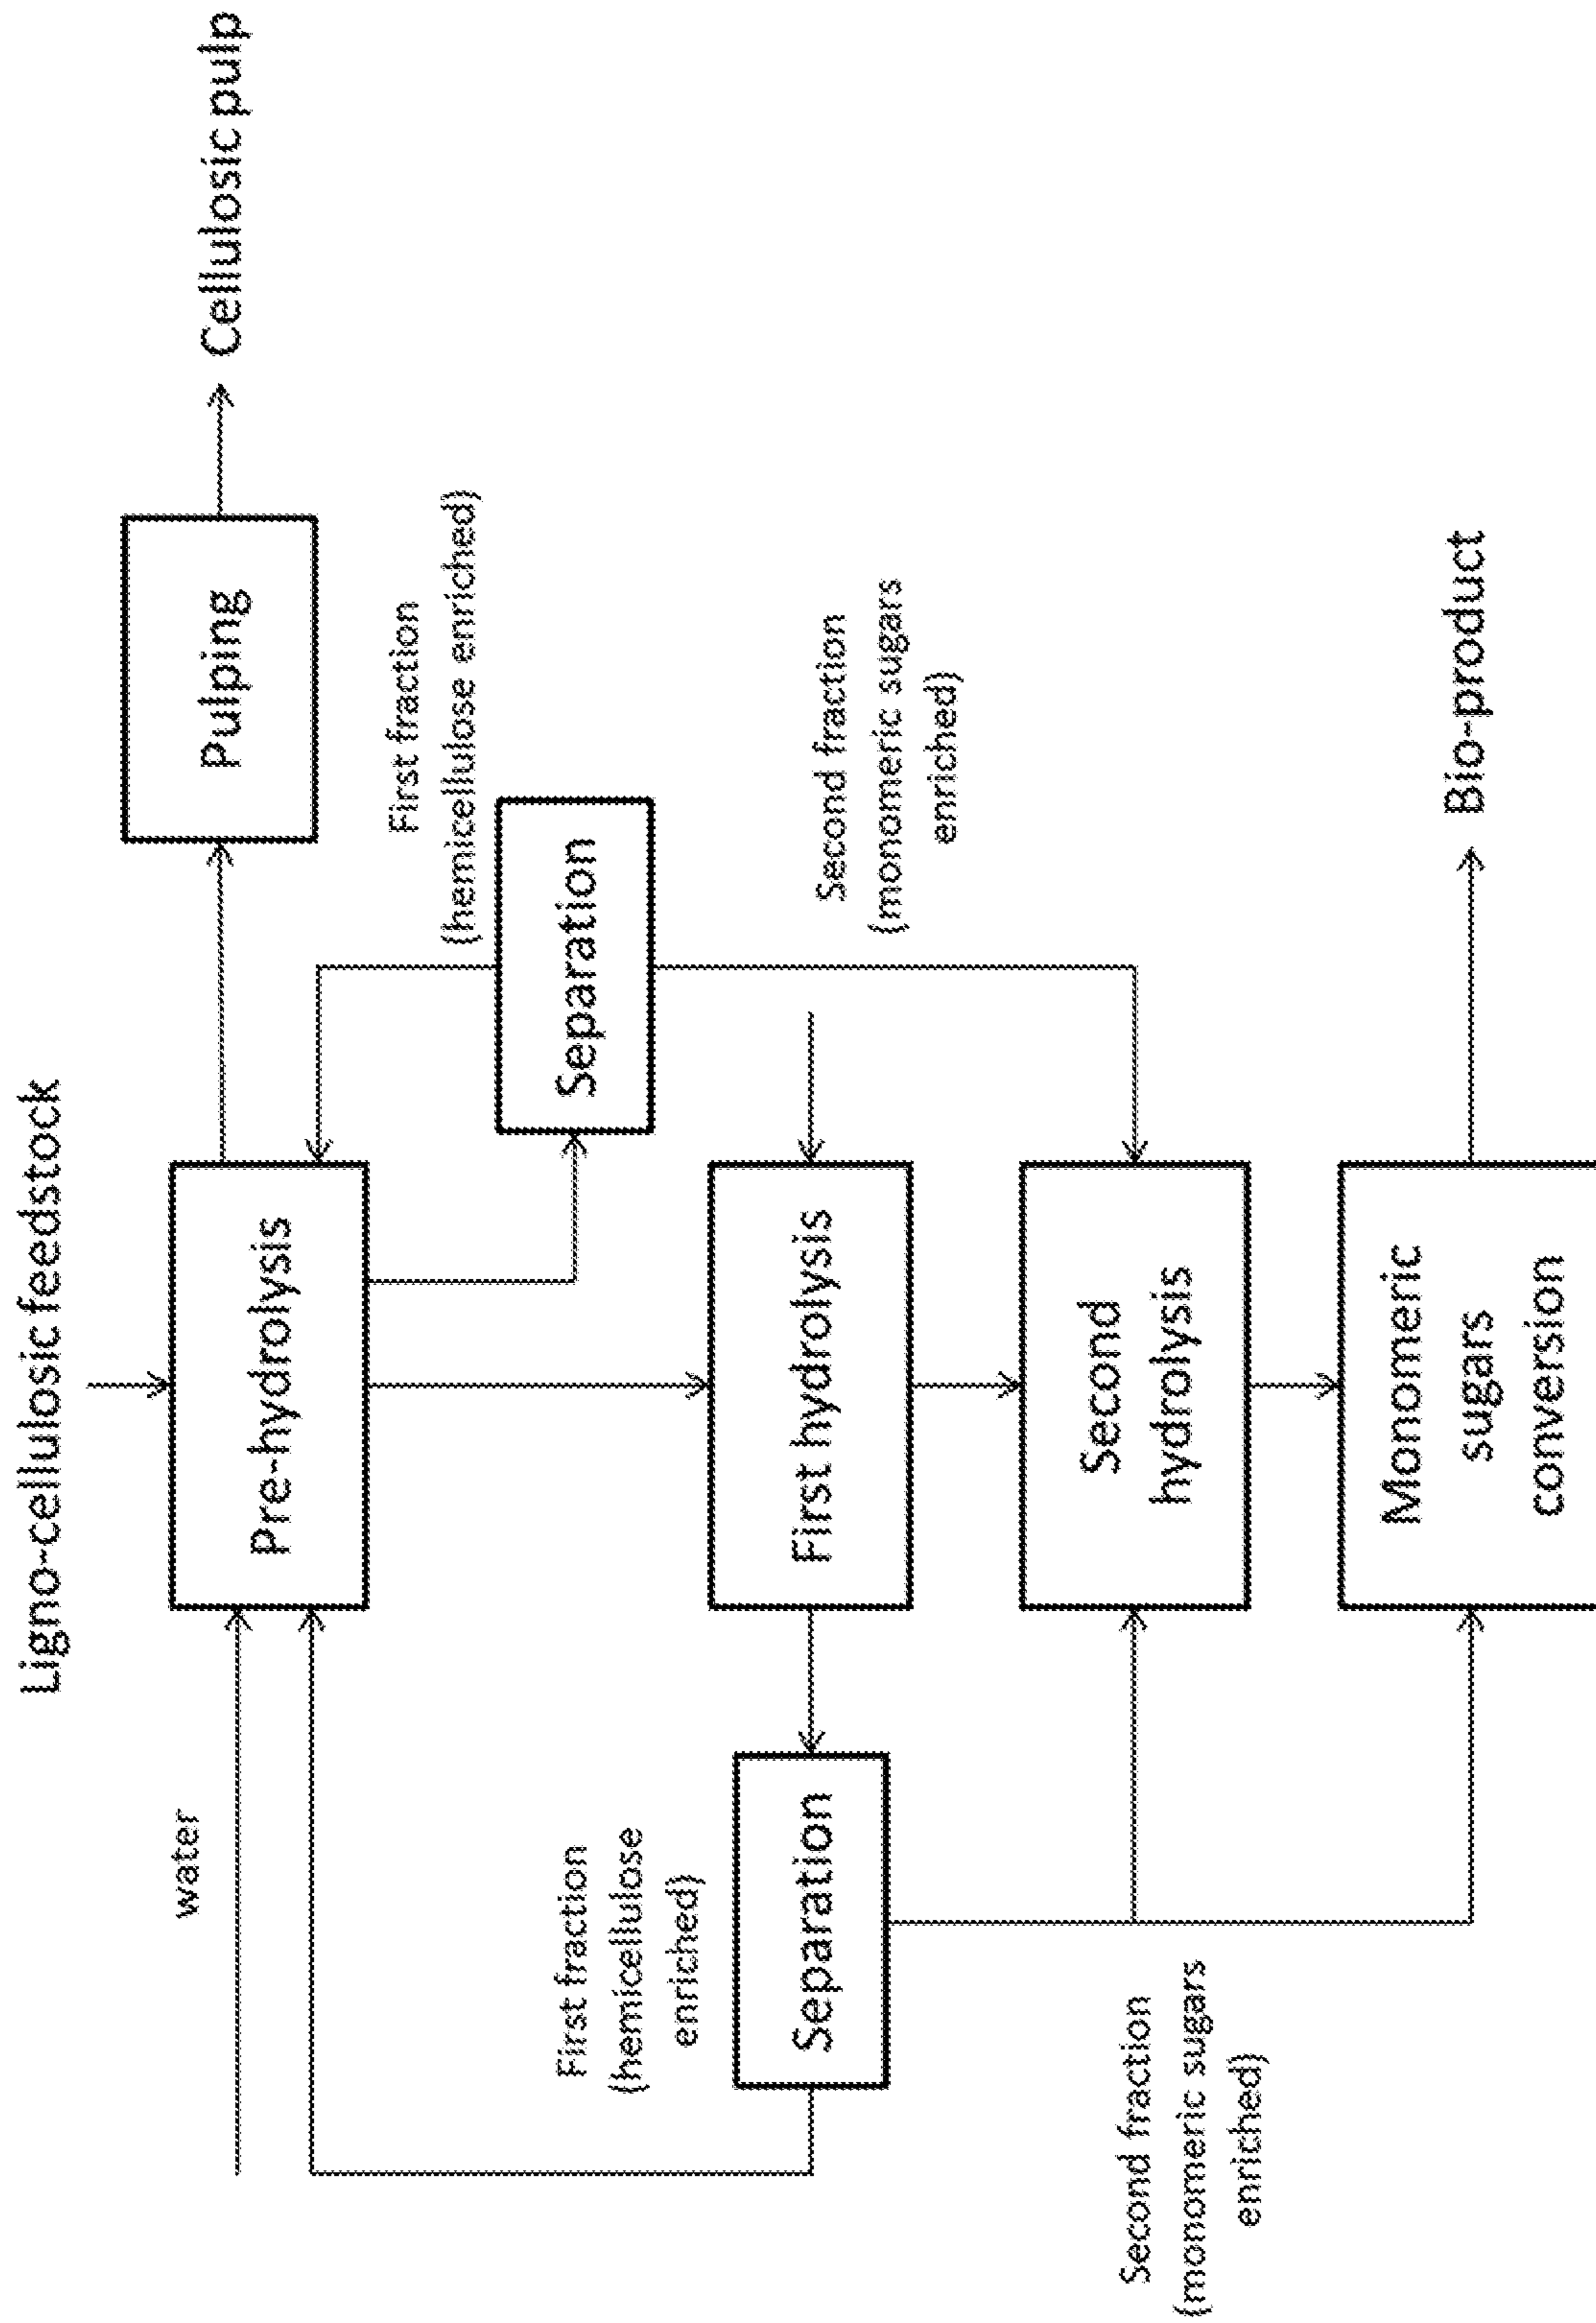 Ligno-cellulosic feedstock
water
Pre-hydrolysis
Pulping
Cellulosic pulp
First fraction
(hemicellulose enriched)
Separation
First fraction
(hemicellulose
enriched)
Separation
First hydrolysis
Second fraction
(monomeric sugars
enriched)
Second
hydrolysis
Second fraction
(monomeric sugars
enriched)
Monomeric
sugars
conversion
Bio-product